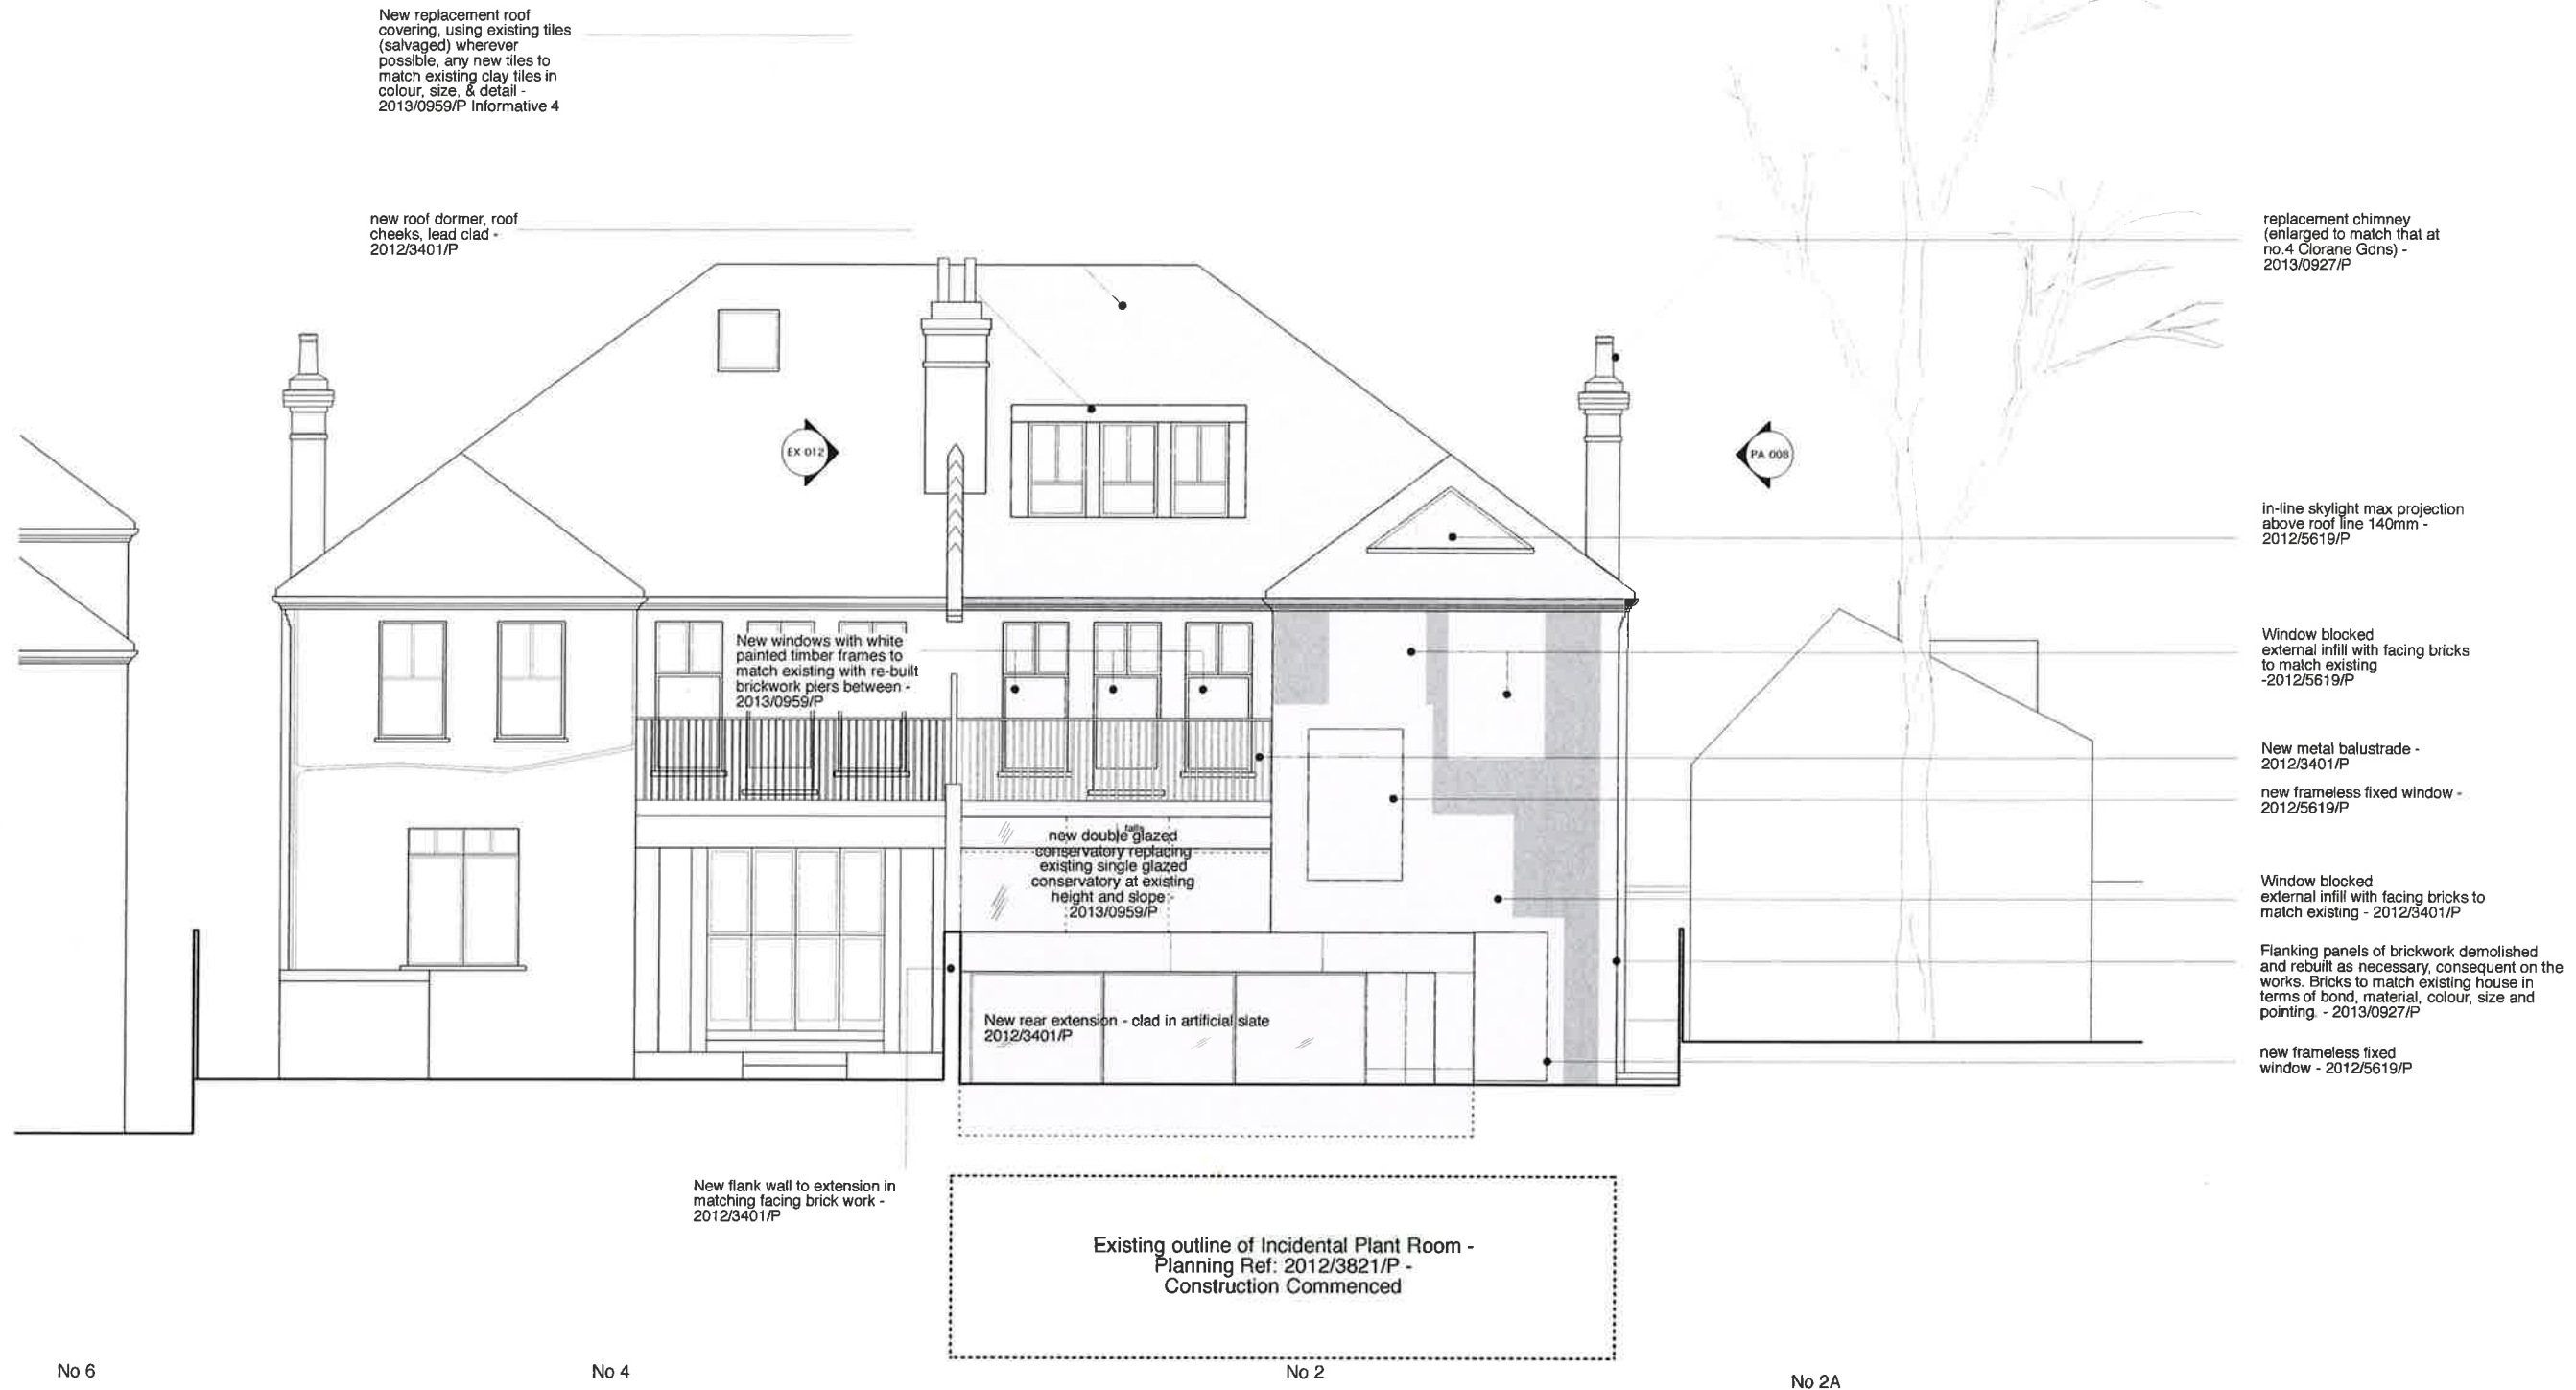 New replacement roof
covering, using existing tiles
(salvaged) wherever
possible, any new tiles to
match existing clay tiles in
colour, size, & detail -
2013/0959/P Informative 4
new roof dormer, roof
cheeks, lead clad -
2012/3401/P
replacement chimney
(enlarged to match that at
no.4 Clorane Gdns) -
2013/0927/P
EX 012
PA 008
in-line skylight max projection
above roof line 140mm -
2012/5619/P
New windows with white
painted timber frames to
match existing with re-built
brickwork piers between -
2013/0959/P
Window blocked
external infill with facing bricks
to match existing
-2012/5619/P
New metal balustrade -
2012/3401/P
new frameless fixed window -
2012/5619/P
falls
new double glazed
conservatory replacing
existing single glazed
conservatory at existing
height and slope -
2013/0959/P
Window blocked
external infill with facing bricks to
match existing - 2012/3401/P
Flanking panels of brickwork demolished
and rebuilt as necessary, consequent on the
works. Bricks to match existing house in
terms of bond, material, colour, size and
pointing. - 2013/0927/P
New rear extension - clad in artificial slate
2012/3401/P
new frameless fixed
window - 2012/5619/P
New flank wall to extension in
matching facing brick work -
2012/3401/P
Existing outline of Incidental Plant Room -
Planning Ref: 2012/3821/P -
Construction Commenced
No 6
No 4
No 2
No 2A